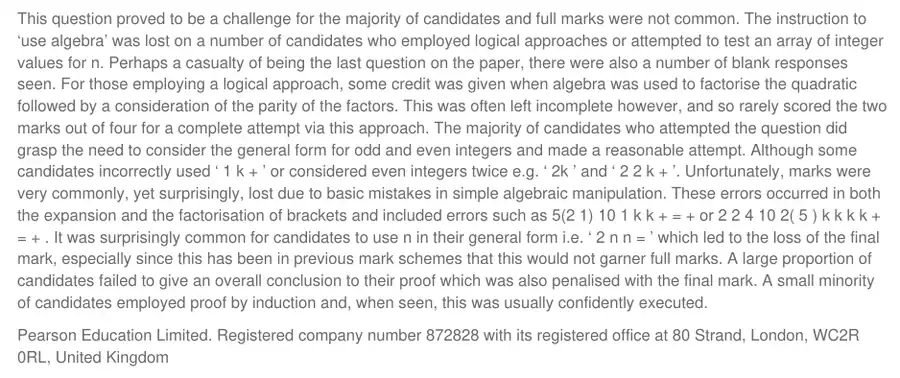 This question proved to be a challenge for the majority of candidates and full marks were not common. The instruction to
‘use algebra’ was lost on a number of candidates who employed logical approaches or attempted to test an array of integer
values for n. Perhaps a casualty of being the last question on the paper, there were also a number of blank responses
seen. For those employing a logical approach, some credit was given when algebra was used to factorise the quadratic
followed by a consideration of the parity of the factors. This was often left incomplete however, and so rarely scored the two
marks out of four for a complete attempt via this approach. The majority of candidates who attempted the question did
grasp the need to consider the general form for odd and even integers and made a reasonable attempt. Although some
candidates incorrectly used ‘ 1 k + ’ or considered even integers twice e.g. ‘ 2k ’ and ‘ 2 2 k + ’. Unfortunately, marks were
very commonly, yet surprisingly, lost due to basic mistakes in simple algebraic manipulation. These errors occurred in both
the expansion and the factorisation of brackets and included errors such as 5(2 1) 10 1 k k + = + or 2 2 4 10 2( 5 ) k k k k +
= + . It was surprisingly common for candidates to use n in their general form i.e. ‘ 2 n n = ’ which led to the loss of the final
mark, especially since this has been in previous mark schemes that this would not garner full marks. A large proportion of
candidates failed to give an overall conclusion to their proof which was also penalised with the final mark. A small minority
of candidates employed proof by induction and, when seen, this was usually confidently executed.
Pearson Education Limited. Registered company number 872828 with its registered office at 80 Strand, London, WC2R
0RL, United Kingdom